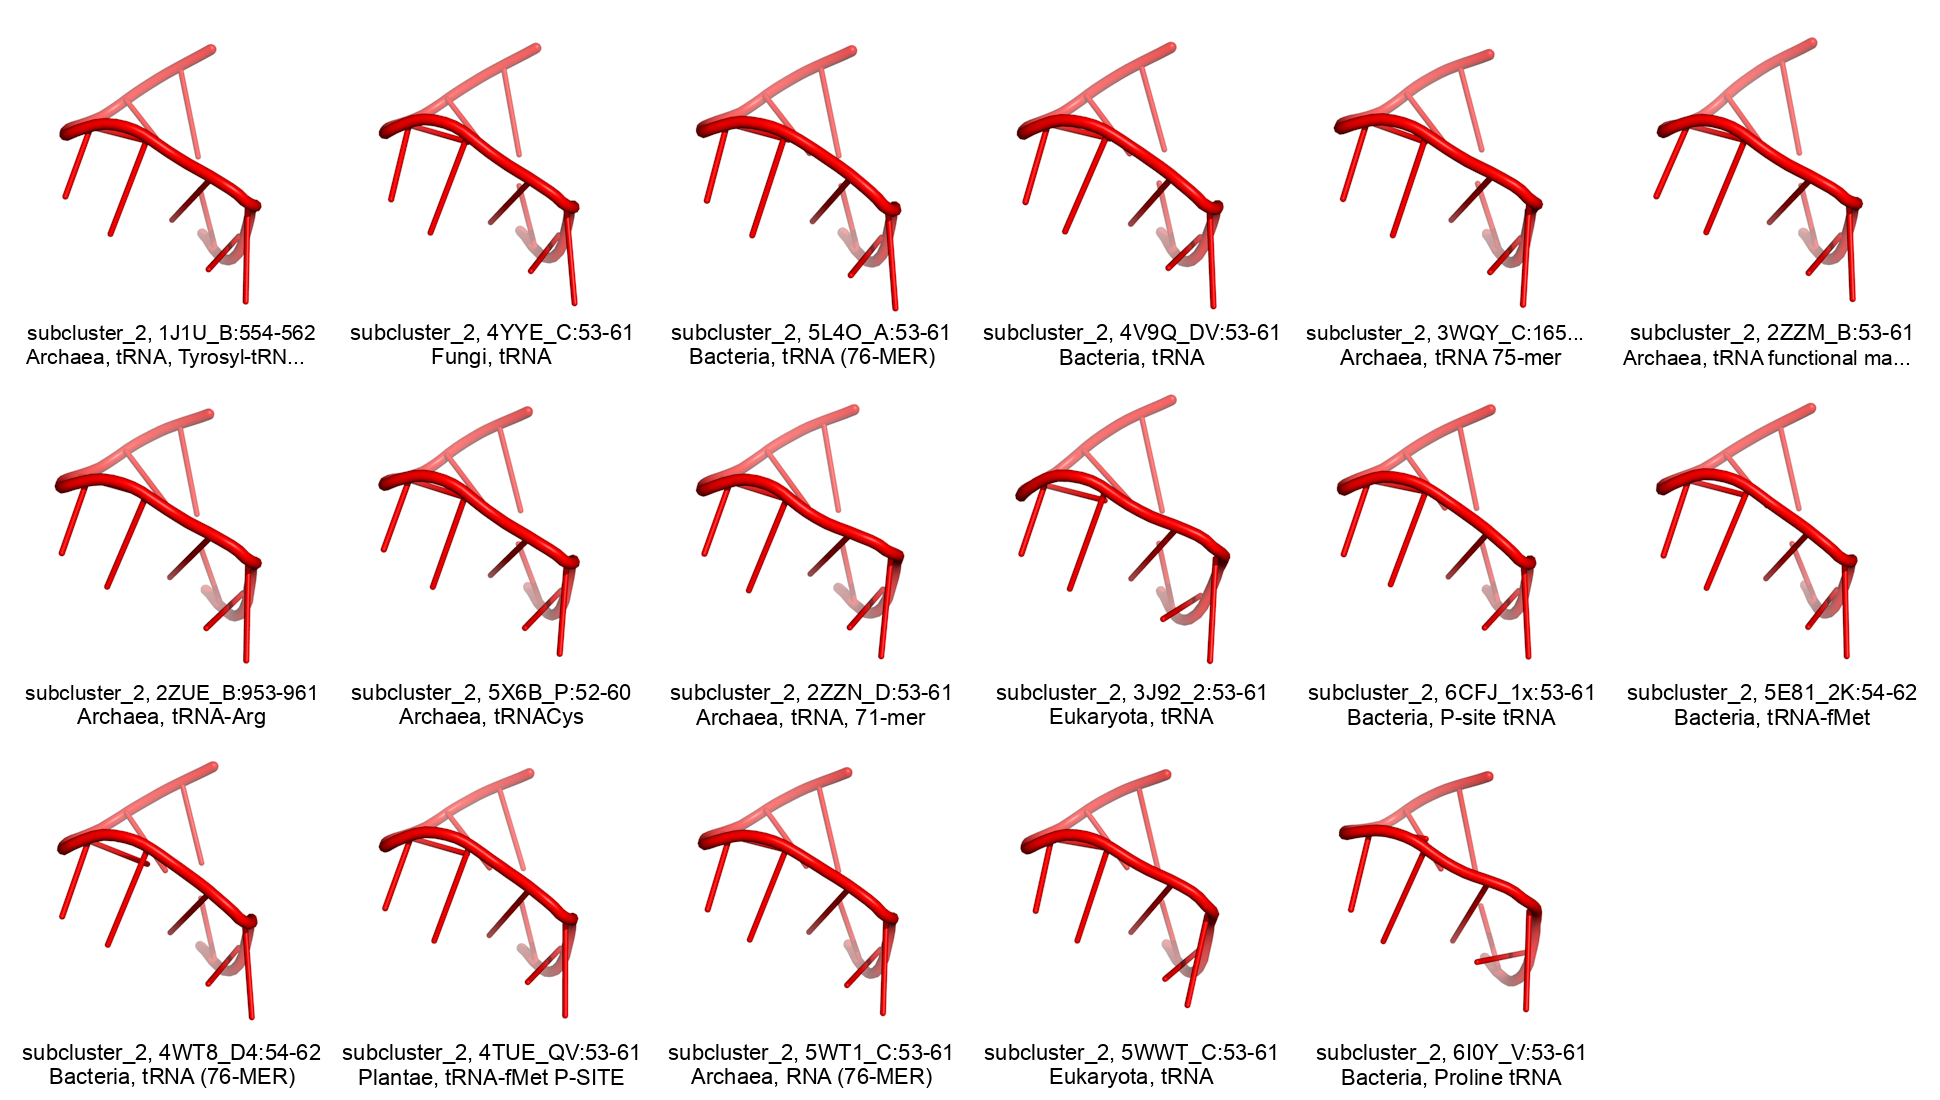 subcluster_2, 1J1U_B:554-562
Archaea, tRNA, Tyrosyl-tRN...
subcluster_2, 4YYE_C:53-61
Fungi, tRNA
subcluster_2, 5L4O_A:53-61
Bacteria, tRNA (76-MER)
subcluster_2, 4V9Q_DV:53-61
Bacteria, tRNA
subcluster_2, 3WQY_C:165...
Archaea, tRNA 75-mer
subcluster_2, 2ZZM_B:53-61
Archaea, tRNA functional ma...
subcluster_2, 2ZUE_B:953-961
Archaea, tRNA-Arg
subcluster_2, 5X6B_P:52-60
Archaea, tRNACys
subcluster_2, 2ZZN_D:53-61
Archaea, tRNA, 71-mer
subcluster_2, 3J92_2:53-61
Eukaryota, tRNA
subcluster_2, 6CFJ_1x:53-61
Bacteria, P-site tRNA
subcluster_2, 5E81_2K:54-62
Bacteria, tRNA-fMet
subcluster_2, 4WT8_D4:54-62
Bacteria, tRNA (76-MER)
subcluster_2, 4TUE_QV:53-61
Plantae, tRNA-fMet P-SITE
subcluster_2, 5WT1_C:53-61
Archaea, RNA (76-MER)
subcluster_2, 5WWT_C:53-61
Eukaryota, tRNA
subcluster_2, 6I0Y_V:53-61
Bacteria, Proline tRNA